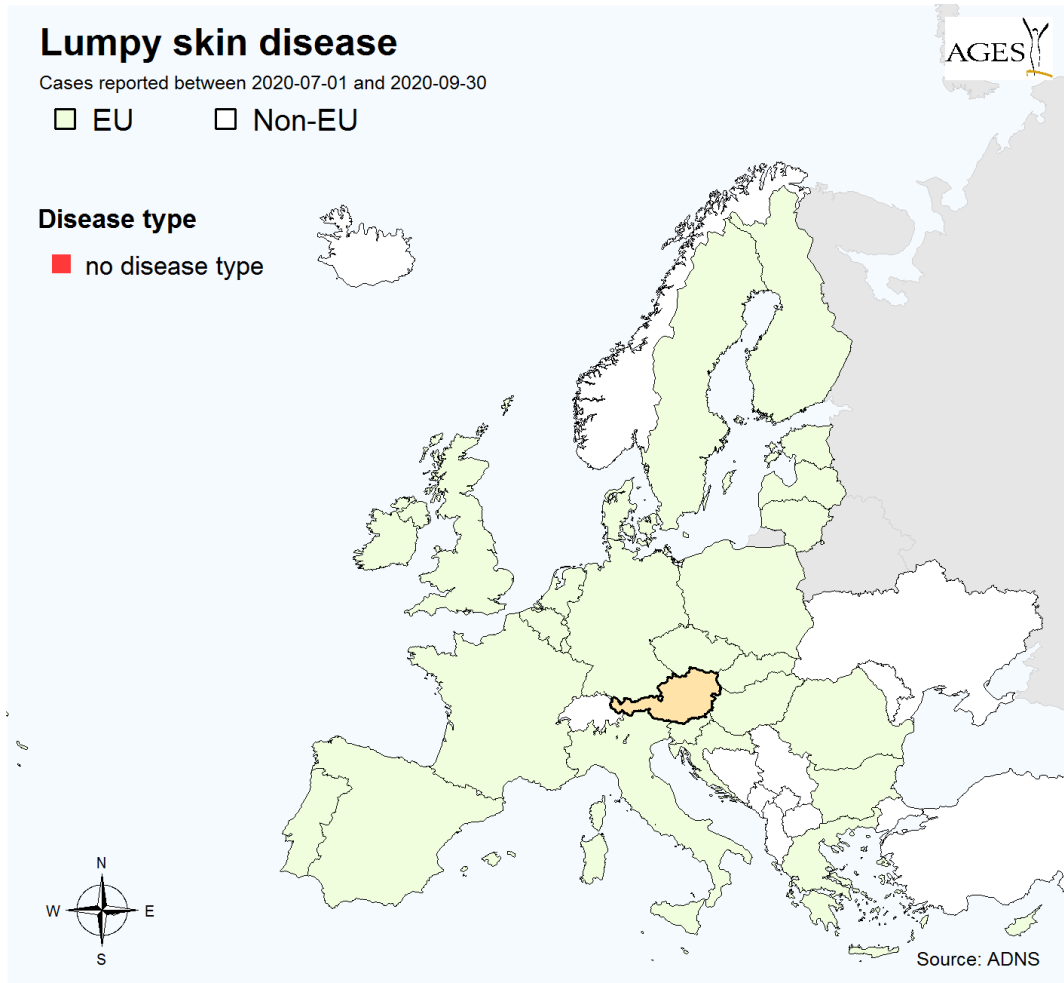 Lumpy skin disease
Cases reported between 2020-07-01 and 2020-09-30
EU Non-EU
AGES
Disease type
no disease type
N
W E
S
Source: ADNS